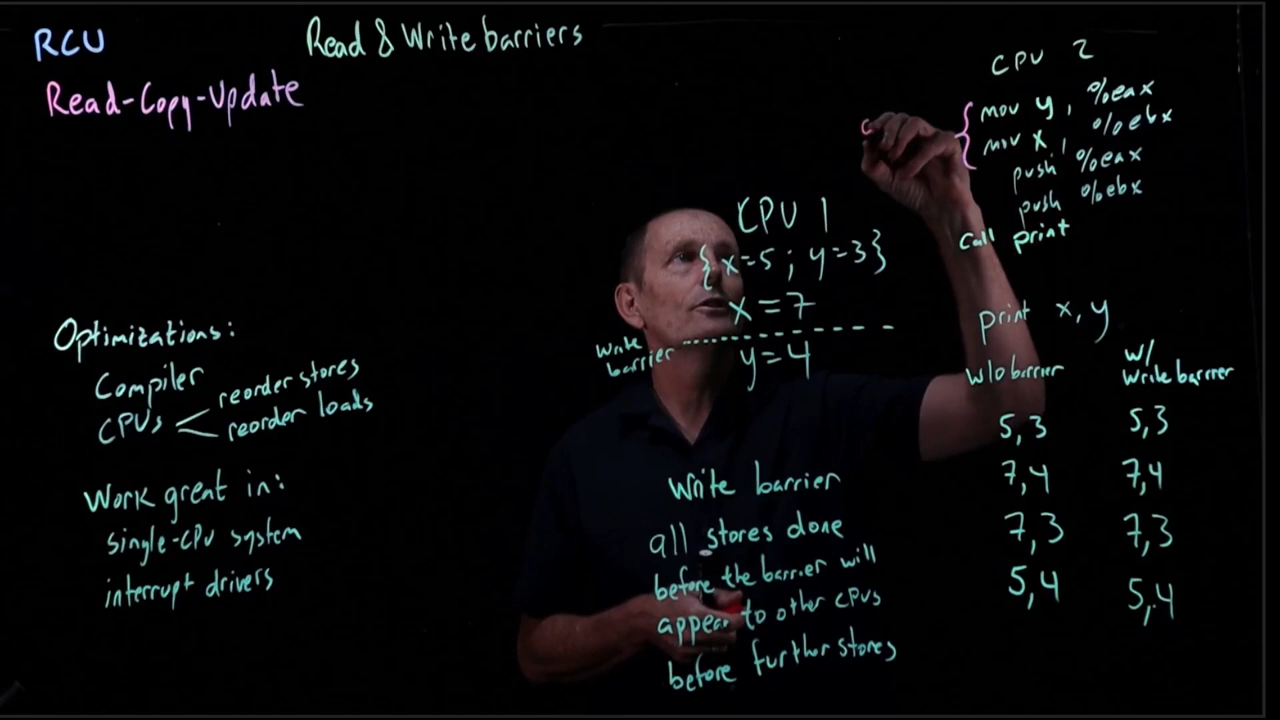 RCU
Read-Copy-Update
Read & Write barriers
Optimizations:
Compiler
CPUs
reorder stores
reorder loads
Work great in:
single-CPU system
interrupt drivers
CPU 1
{x=5; y=3}
x = 7
Write
barrier
y=4
Write barrier
all stores done
before the barrier will
appear to other CPUs
before further stores
CPU 2
mov y, %eax
mov x, %ebx
push %eax
push %ebx
call print
print x, y
w/o barrier
5,3
7,4
7,3
5,4
w/
write barrier
5,3
7,4
7,3
5,4